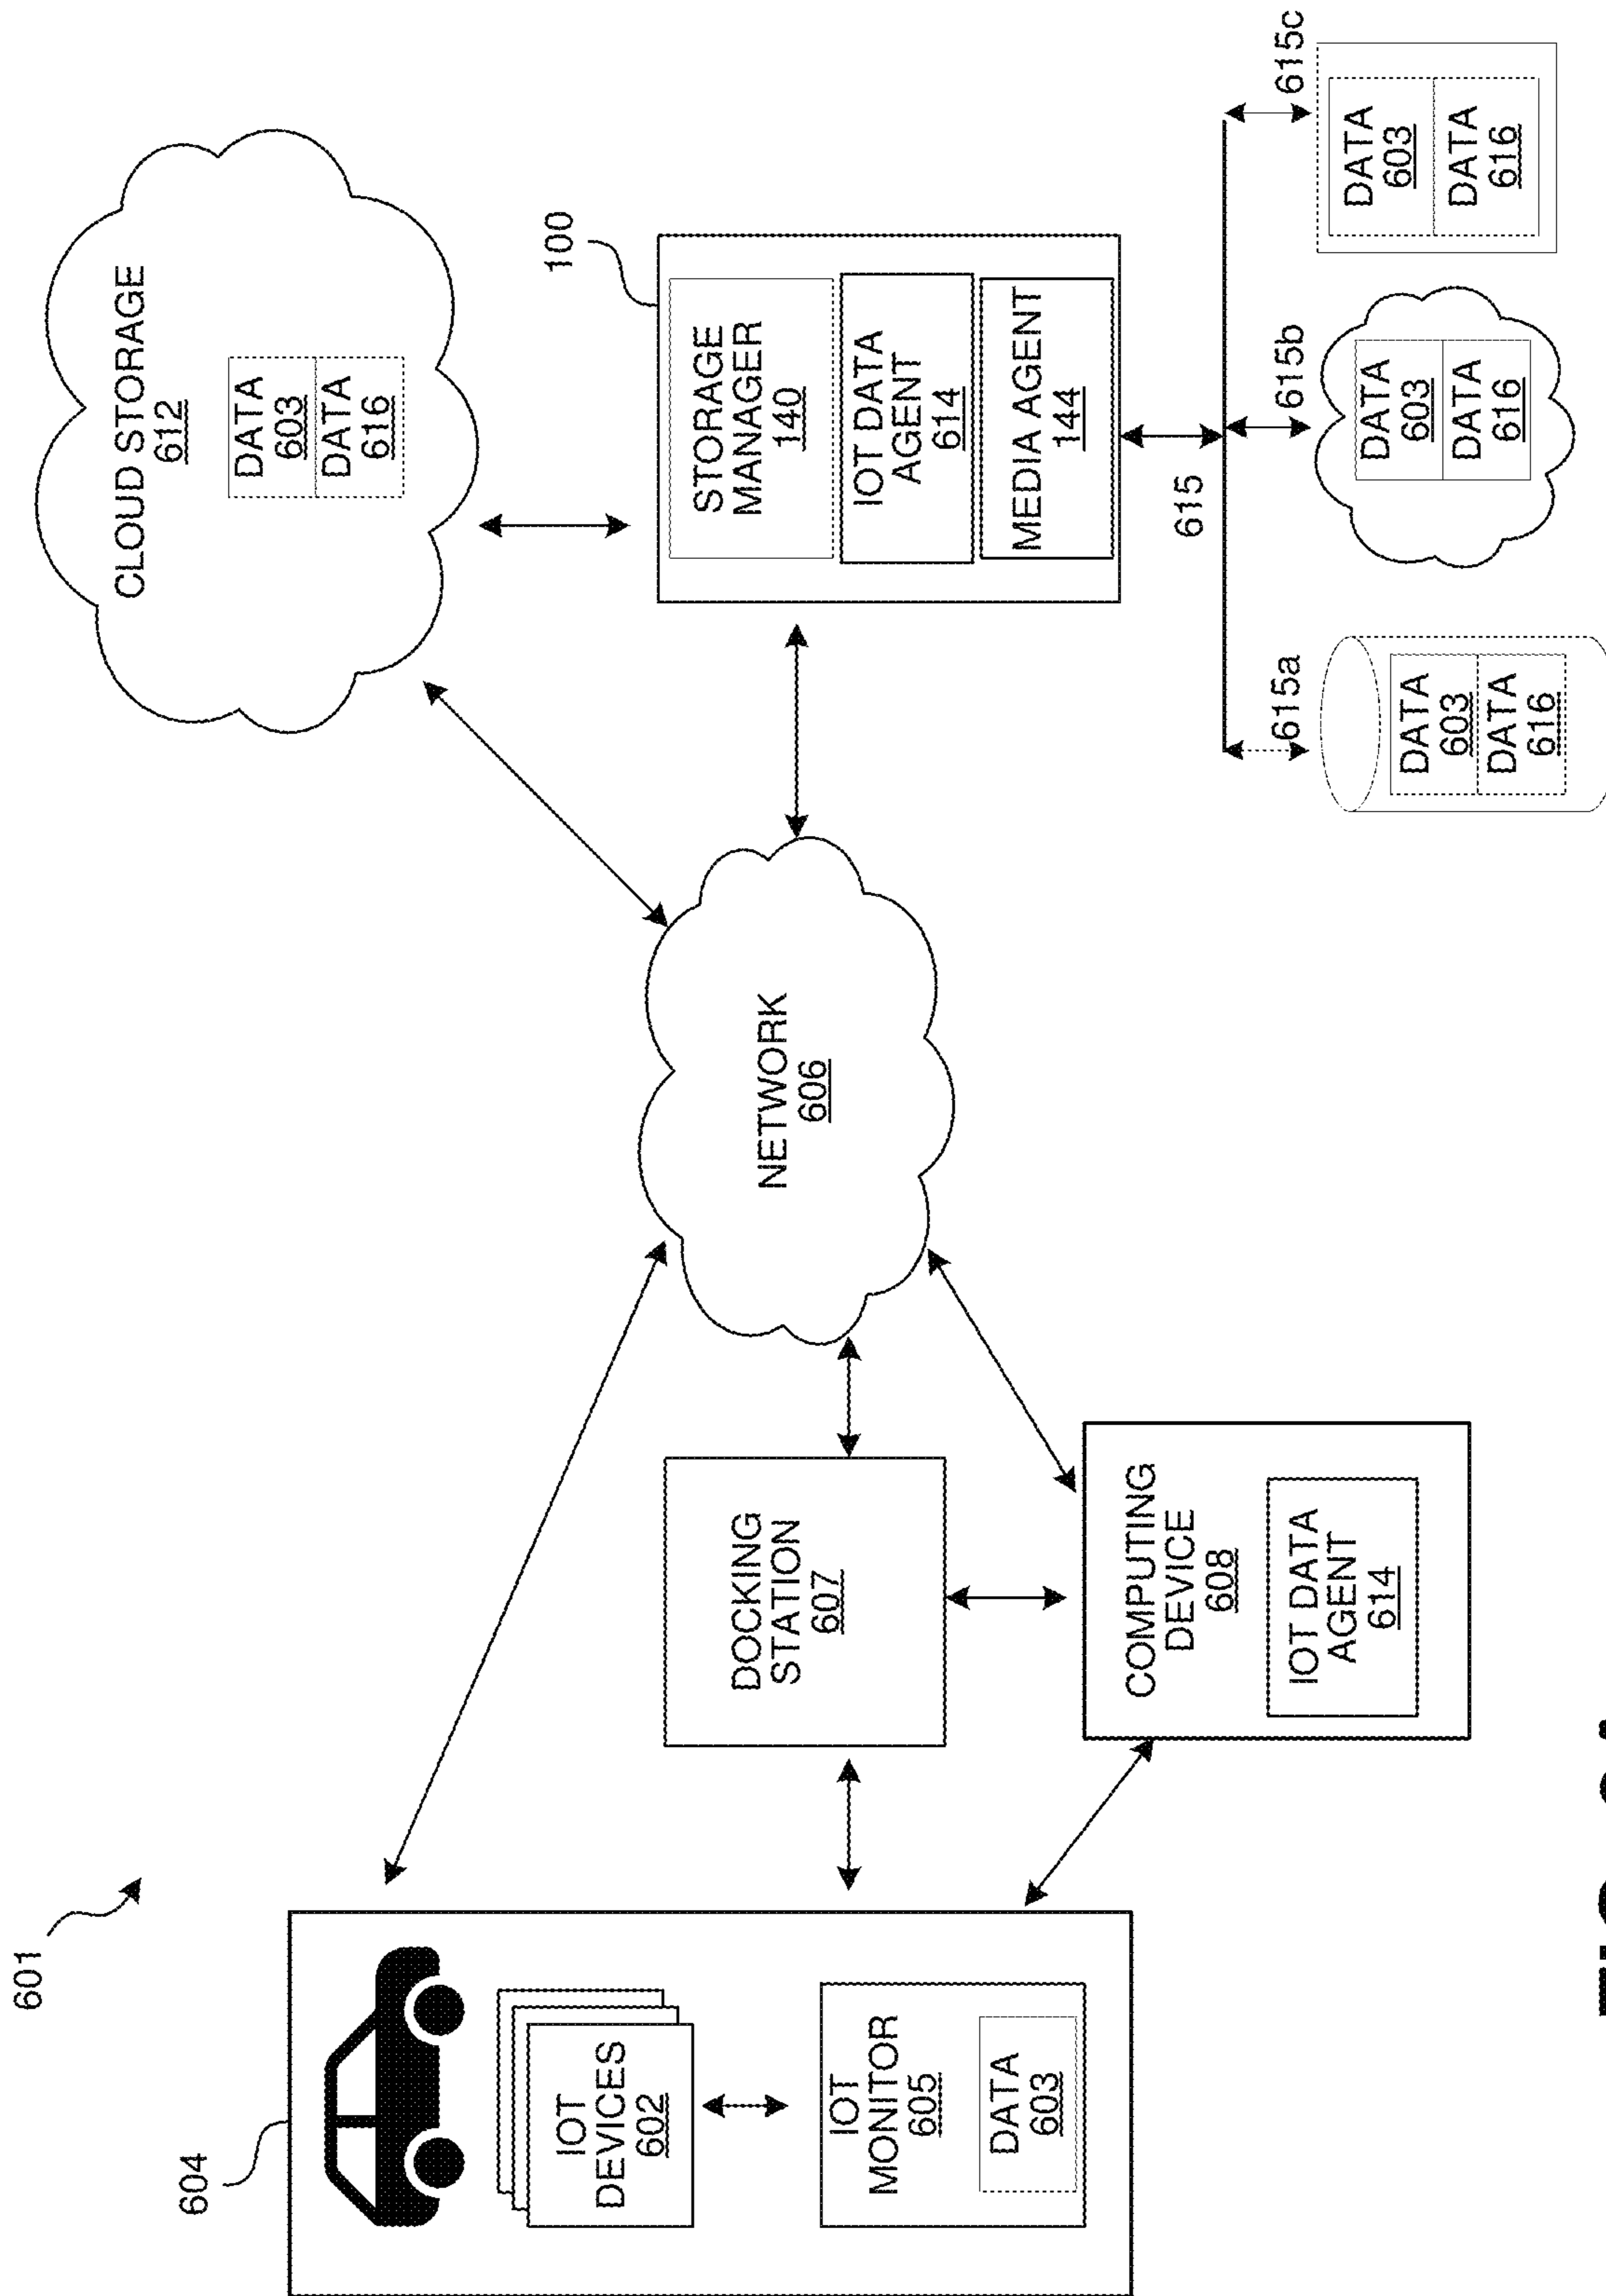 601
604
IOT
DEVICES
602
IOT
MONITOR
605
DATA
603
DOCKING
STATION
607
COMPUTING
DEVICE
608
IOT DATA
AGENT
614
NETWORK
606
CLOUD STORAGE
612
DATA
603
DATA
616
100
STORAGE
MANAGER
140
IOT DATA
AGENT
614
MEDIA AGENT
144
615
615a
DATA
603
DATA
616
615b
DATA
603
DATA
616
615c
DATA
603
DATA
616